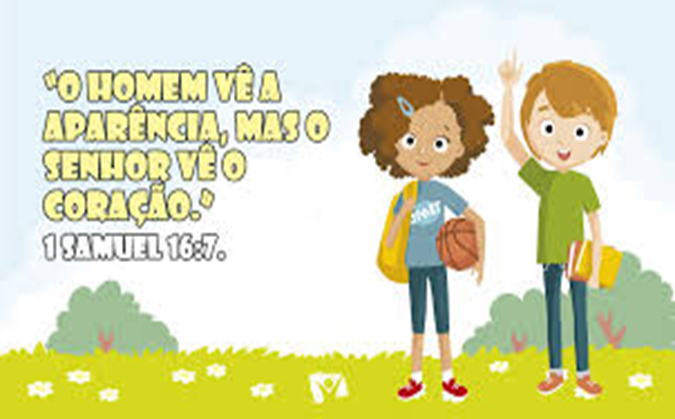 "O HOMEM VÊ A
APARÊNCIA, MAS O
SENHOR VÊ O
CORAÇÃO."
1 SAMUEL 16:7.